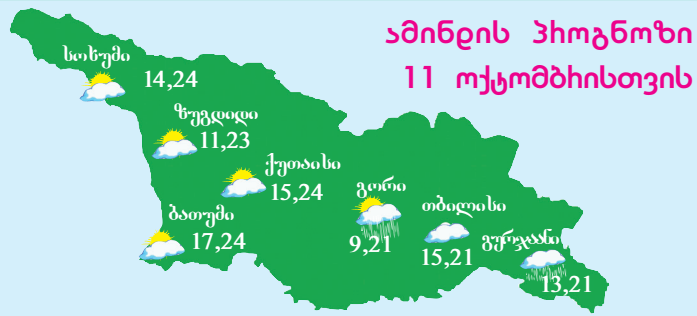 ამინდის პროგნოზი
11 ოქტომბრისთვის
სოხუმი
14,24
ზუგდიდი
11,23
ქუთაისი
15,24
გორი
9,21
თბილისი
15,21
ბათუმი
17,24
გურჯაანი
13,21